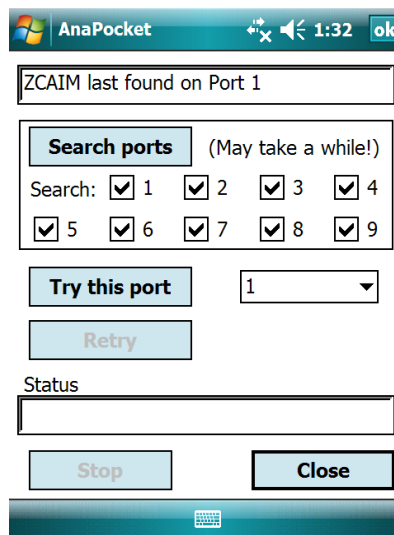 AnaPocket 1:32 ok
ZCAIM last found on Port 1
Search ports (May take a while!)
Search: 1 2 3 4
5 6 7 8 9
Try this port 1
Retry
Status
Stop Close